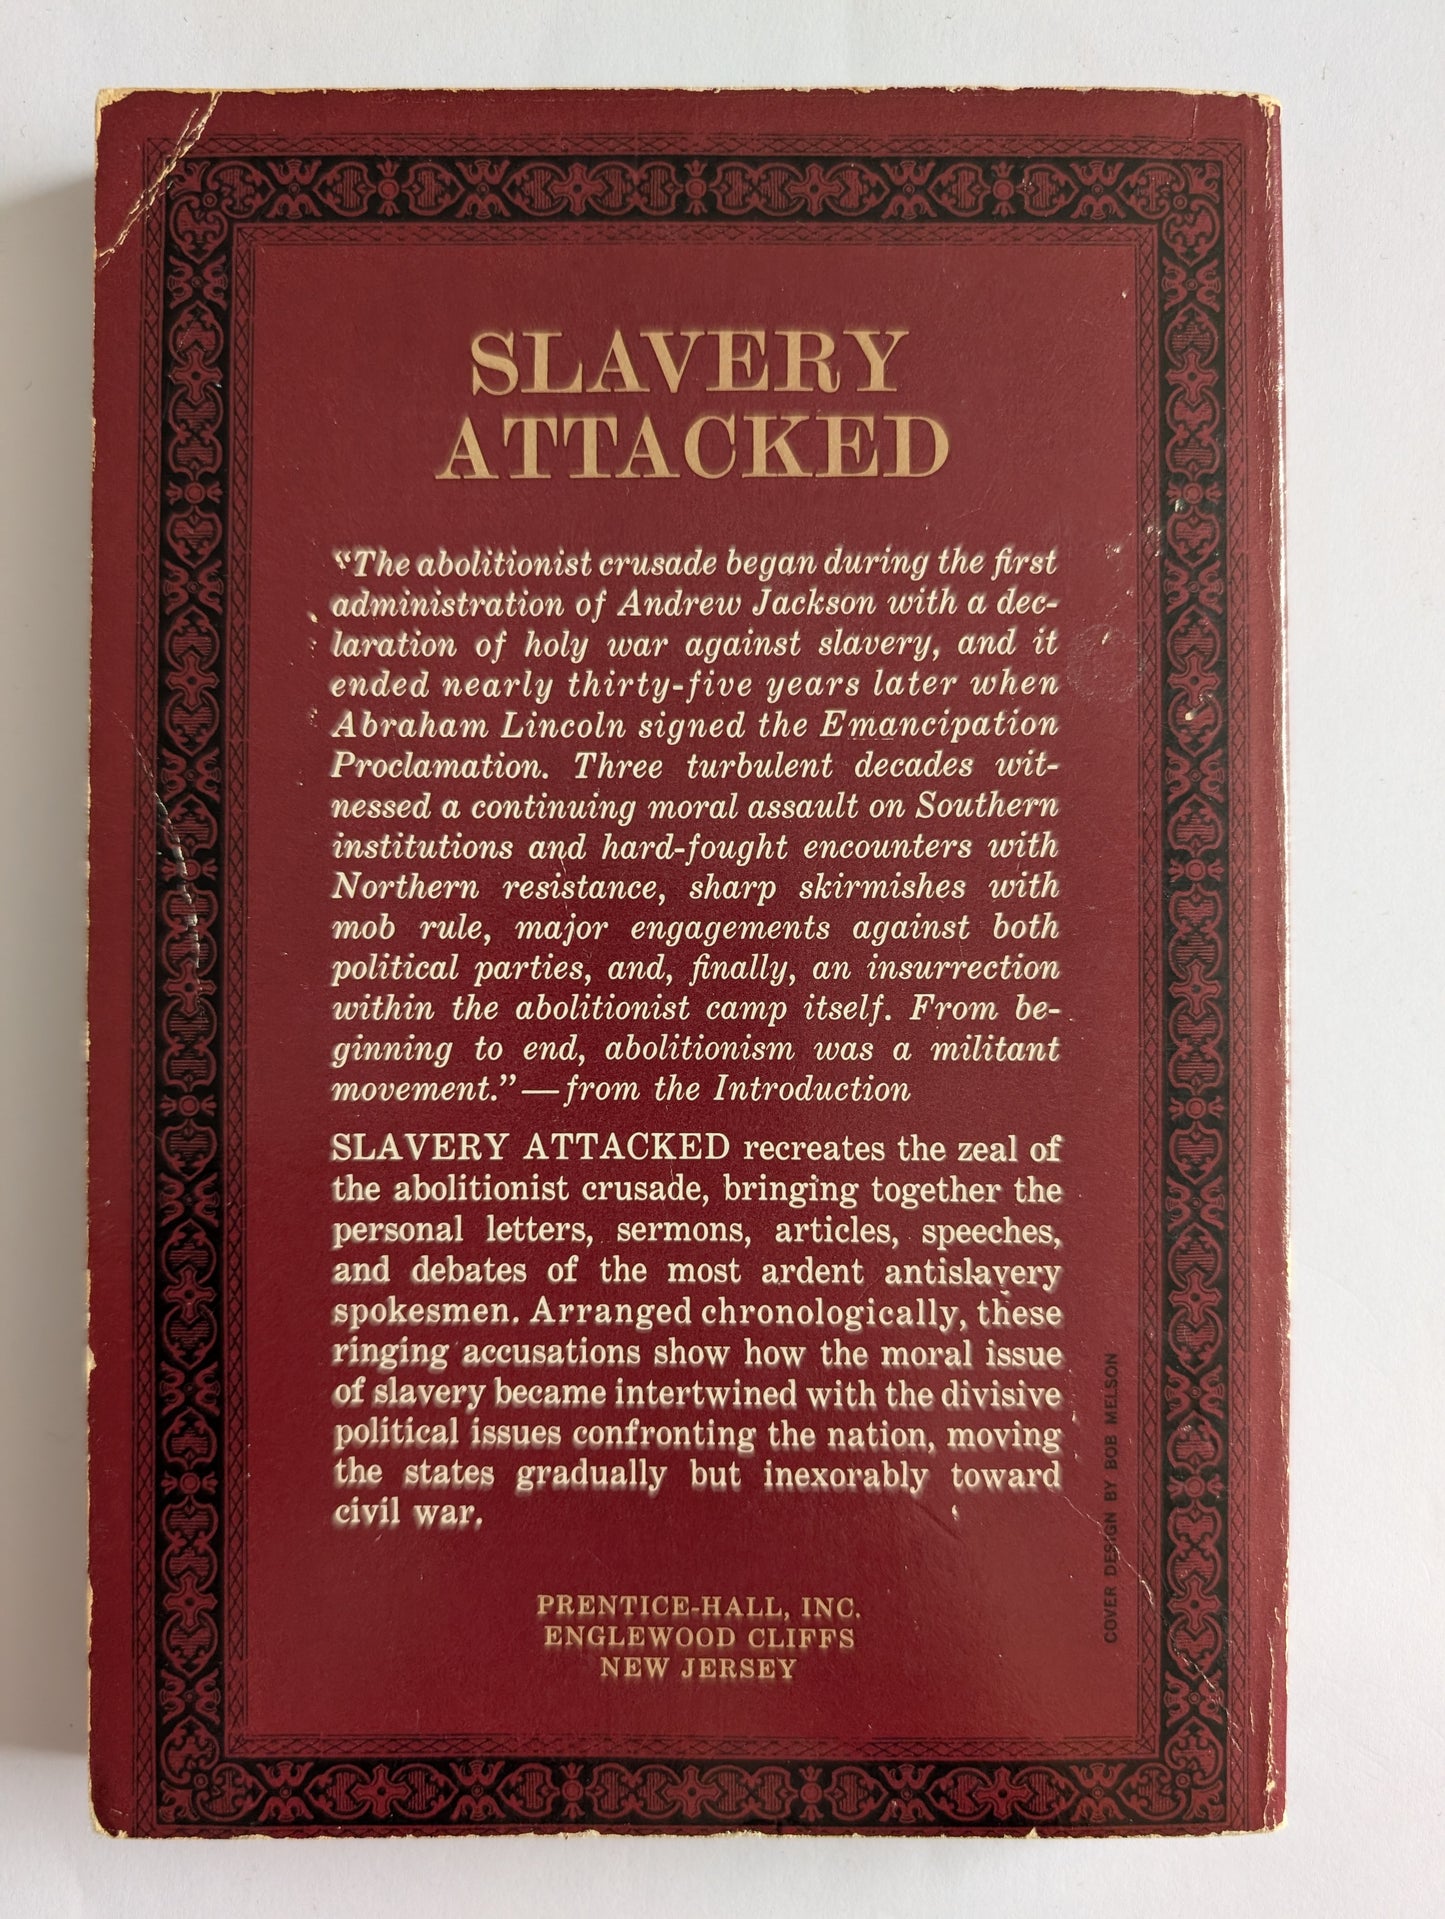 SLAVERY
ATTACKED
“The abolitionist crusade began during the first
administration of Andrew Jackson with a dec-
laration of holy war against slavery, and it
ended nearly thirty-five years later when
Abraham Lincoln signed the Emancipation
Proclamation. Three turbulent decades wit-
nessed a continuing moral assault on Southern
institutions and hard-fought encounters with
Northern resistance, sharp skirmishes with
mob rule, major engagements against both
political parties, and, finally, an insurrection
within the abolitionist camp itself. From be-
ginning to end, abolitionism was a militant
movement.”—from the Introduction
SLAVERY ATTACKED recreates the zeal of
the abolitionist crusade, bringing together the
personal letters, sermons, articles, speeches,
and debates of the most ardent antislavery
spokesmen. Arranged chronologically, these
ringing accusations show how the moral issue
of slavery became intertwined with the divisive
political issues confronting the nation, moving
the states gradually but inexorably toward
civil war.
PRENTICE-HALL, INC.
ENGLEWOOD CLIFFS
NEW JERSEY
COVER DESIGN BY BOB MELSON